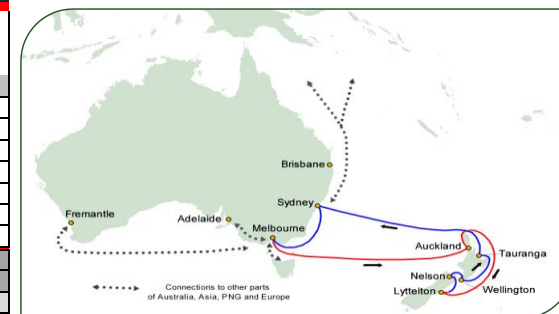 Brisbane
Sydney
Fremantle
Adelaide
Melbourne
Auckland
Tauranga
Nelson
Wellington
Lyttelton
Connections to other parts
of Australia, Asia, PNG and Europe